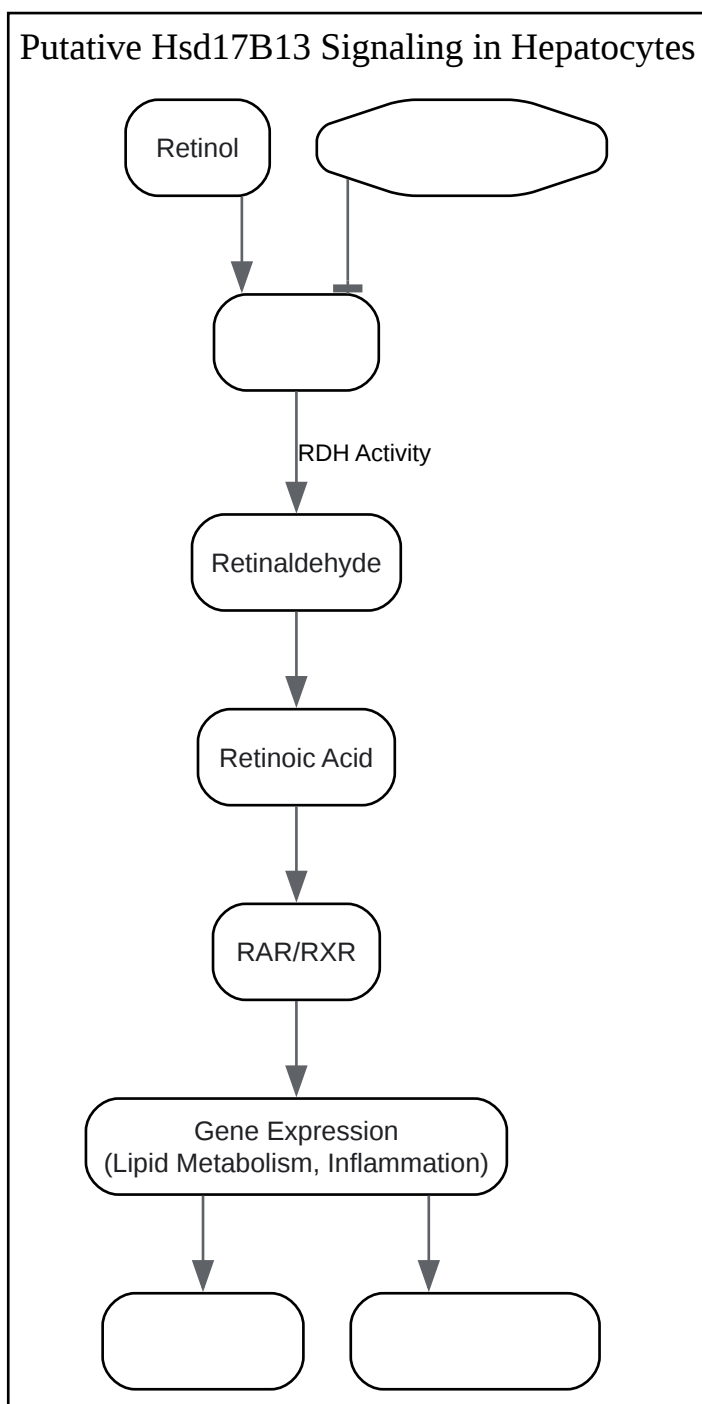 Putative Hsd17B13 Signaling in Hepatocytes
Retinol
RDH Activity
Retinaldehyde
Retinoic Acid
RAR/RXR
Gene Expression
(Lipid Metabolism, Inflammation)